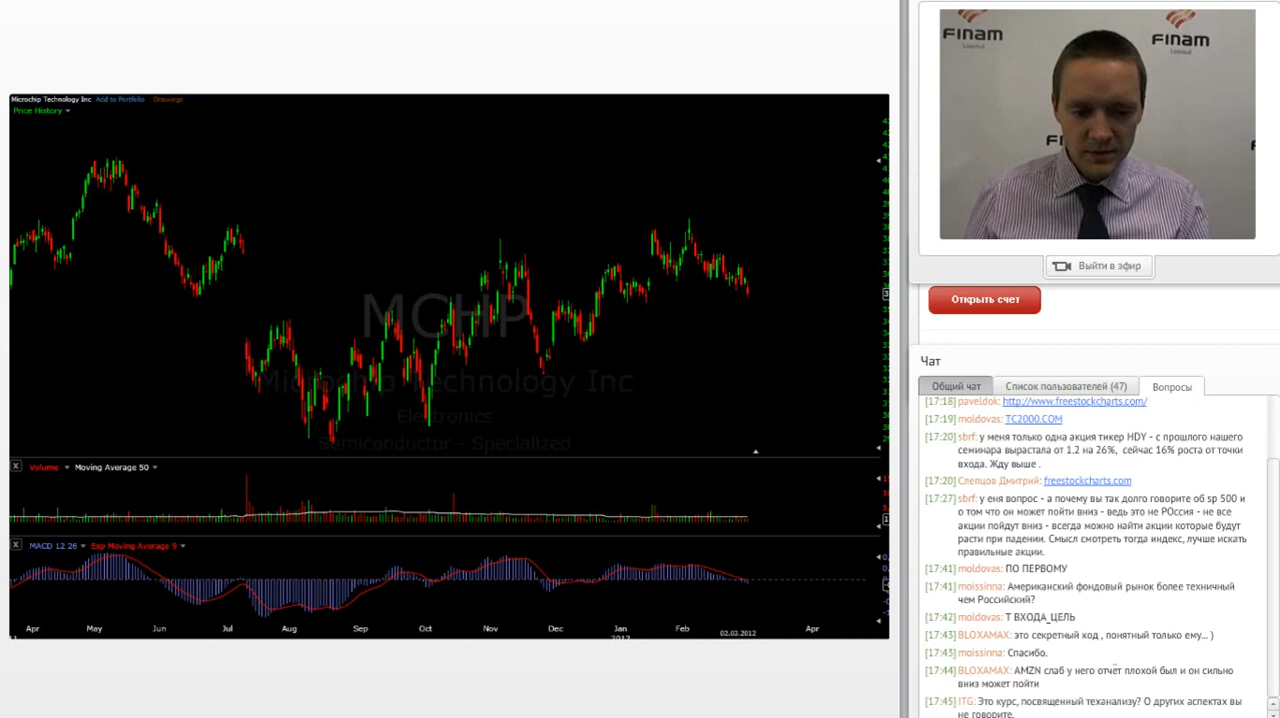 Microchip Technology Inc Add to Portfolio Drawings
Price History
MCHP
Microchip Technology Inc
Electronics
Semiconductor - Specialized
Volume Moving Average 50
MACD 12 26 Exp Moving Average 9
Apr May Jun Jul Aug Sep Oct Nov Dec Jan Feb 02.03.2012 Apr
2012
FINAM
Limited
FINAM
Limited
Выйти в эфир
Открыть счет
Чат
Общий чат Список пользователей (47) Вопросы
[17:18] paveldok: http://www.freestockcharts.com/
[17:19] moldovas: TC2000.COM
[17:20] sbrf: у меня только одна акция тикер HDY - с прошлого нашего
семинара вырастала от 1.2 на 26%, сейчас 16% роста от точки
входа. Жду выше .
[17:20] Слепцов Дмитрий: freestockcharts.com
[17:27] sbrf: у еня вопрос - а почему вы так долго говорите об sp 500 и
о том что он может пойти вниз - ведь это не РОссия - не все
акции пойдут вниз - всегда можно найти акции которые будут
расти при падении. Смысл смотреть тогда индекс, лучше искать
правильные акции.
[17:41] moldovas: ПО ПЕРВОМУ
[17:41] moissinna: Американский фондовый рынок более техничный
чем Российский?
[17:42] moldovas: Т ВХОДА_ЦЕЛЬ
[17:43] BLOXAMAX: это секретный код , понятный только ему... )
[17:43] moissinna: Спасибо.
[17:44] BLOXAMAX: AMZN слаб у него отчёт плохой был и он сильно
вниз может пойти
[17:45] ITG: Это курс, посвященный теханализу? О других аспектах вы
не говорите.